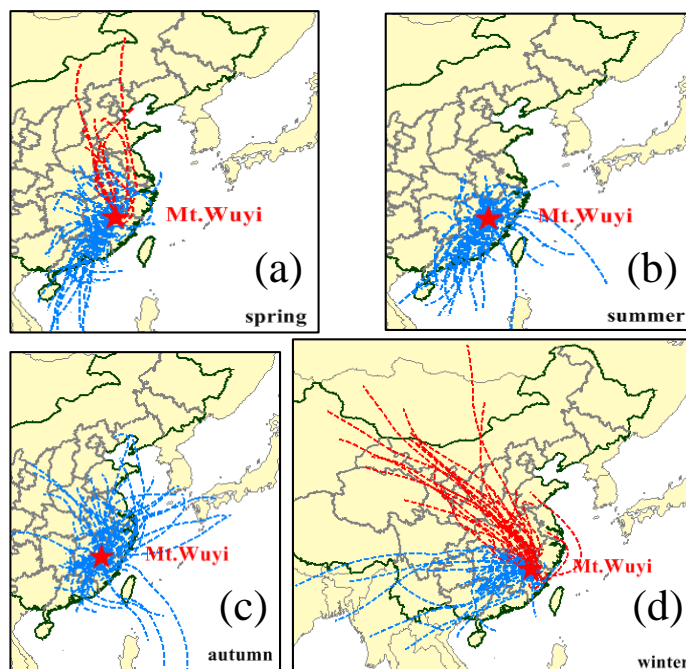 Mt.Wuyi
(a)
spring
Mt.Wuyi
(b)
summer
Mt.Wuyi
(c)
autumn
Mt.Wuyi
(d)
winter